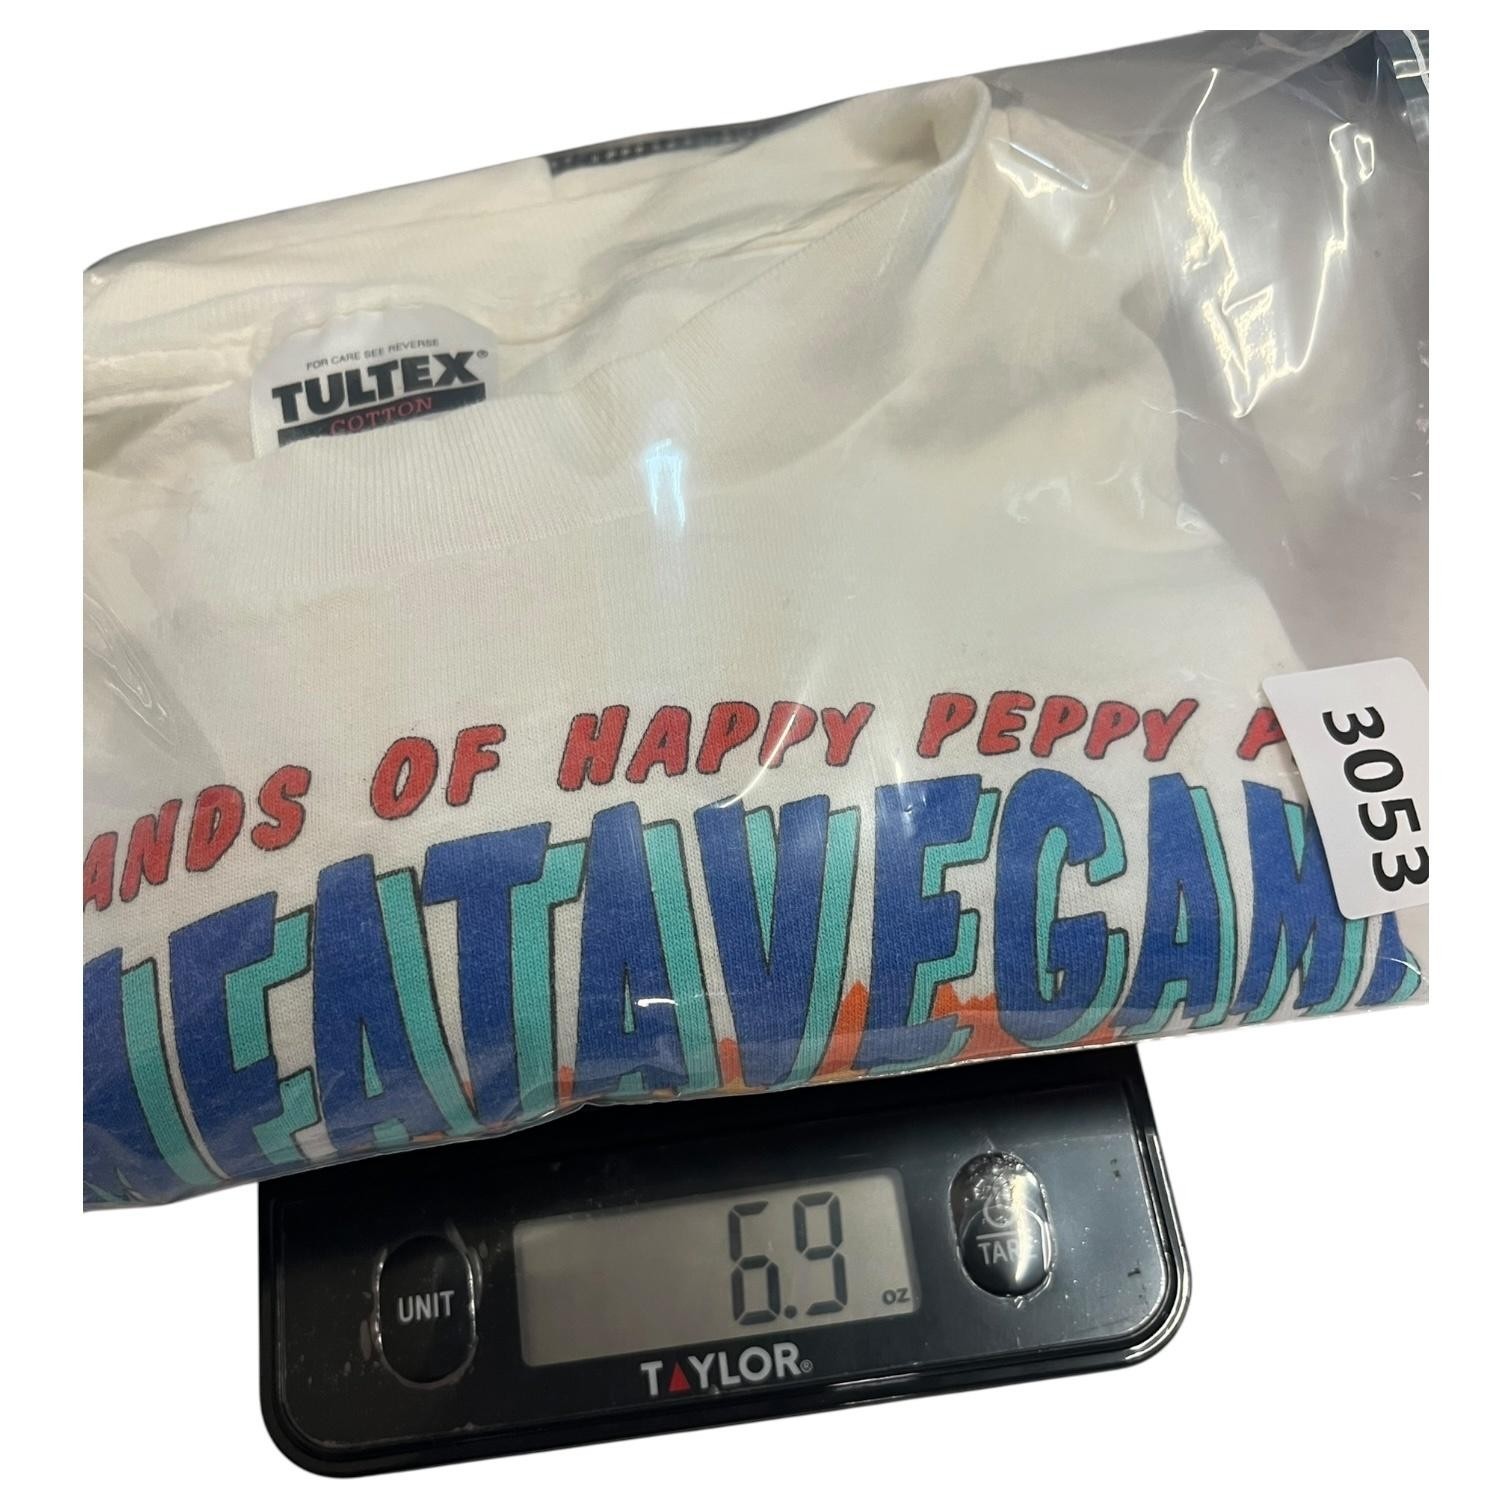 FOR CARE SEE REVERSE
TULTEX®
COTTON
ANDS OF HAPPY PEPPY A
EATAVEGAM
3053
6.9 oz
UNIT
TARE
TAYLOR®